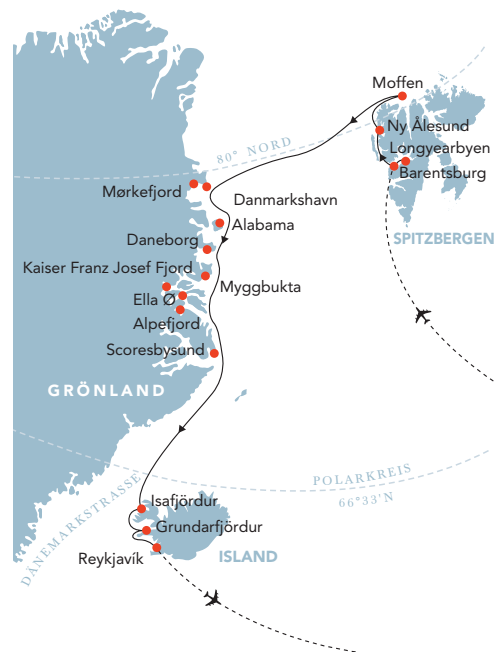 Moffen
Ny Ålesund
Longyearbyen
Barentsburg
SPITZBERGEN
80° NORD
Mørkefjord
Danmarkshavn
Alabama
Daneborg
Kaiser Franz Josef Fjord
Myggbukta
Ella Ø
Alpefjord
Scoresbysund
GRÖNLAND
POLARKREIS
66°33'N
DÄNEMARKSTRASSE
Isafjördur
Grundarfjördur
Reykjavík
ISLAND